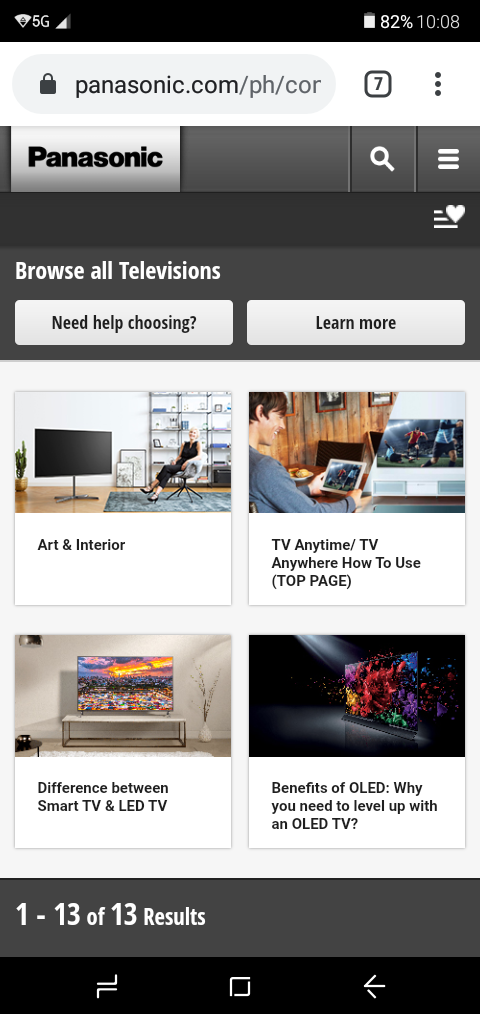 5G 82% 10:08
panasonic.com/ph/cor
7
Panasonic
Browse all Televisions
Need help choosing? Learn more
Art & Interior
TV Anytime/ TV
Anywhere How To Use
(TOP PAGE)
Difference between
Smart TV & LED TV
Benefits of OLED: Why
you need to level up with
an OLED TV?
1 - 13 of 13 Results